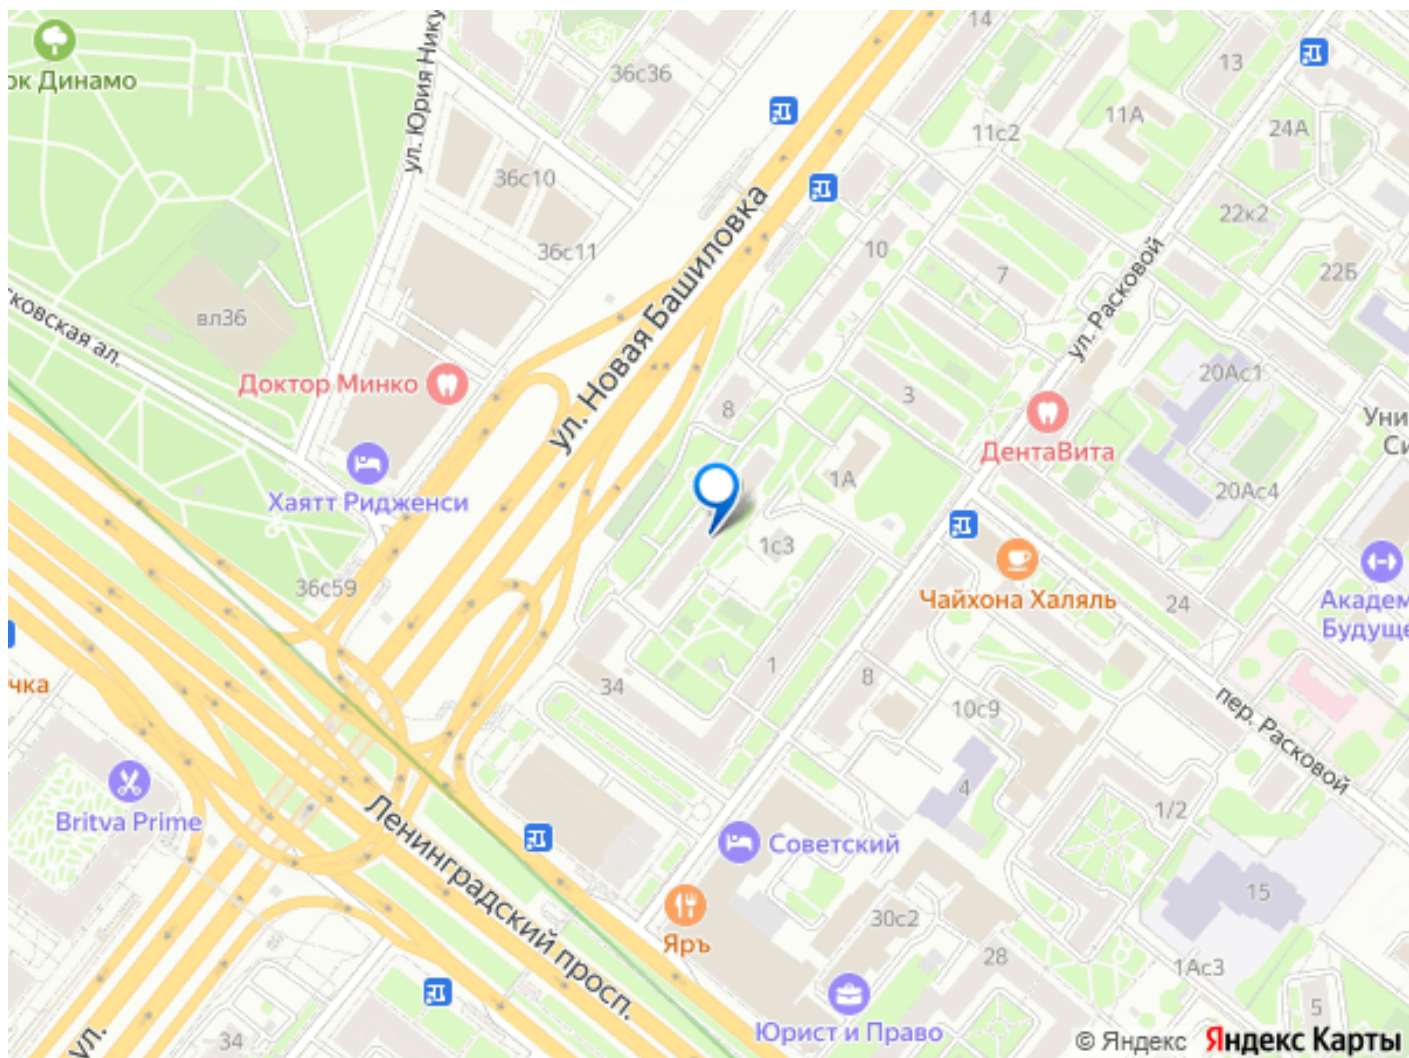 14
ок Динамо
ул. Юрия Нику
36с36
13
11А
24А
11с2
36с10
22к2
ул. Новая Башиловка
36с11
10
7
22Б
ул. Расковой
сковская ал.
вл36
20Ас1
Доктор Минко
3
8
Уни
Си
ДентаВита
1А
20Ас4
Хаятт Ридженси
1с3
36с59
Чайхона Халяль
24
Академ
Будуще
чка
34
1
8
10с9
пер. Расковой
4
1/2
Britva Prime
Ленинградский просп.
Советский
15
30с2
Яръ
28
1Ас3
5
Юрист и Право
34
ул.
© Яндекс Яндекс Карты